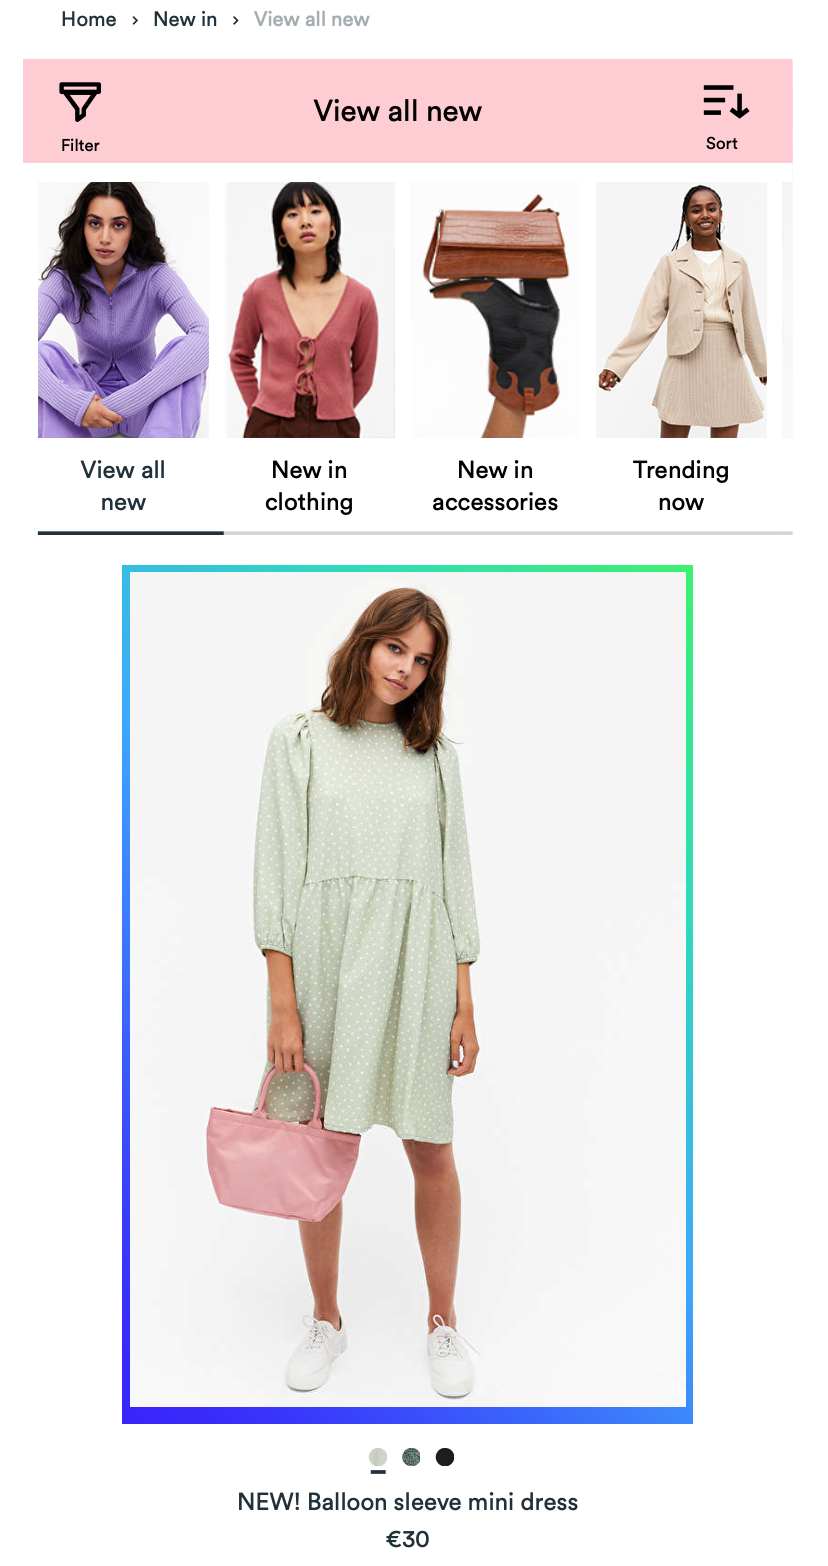 Home › New in › View all new
Filter
View all new
Sort
View all
new
New in
clothing
New in
accessories
Trending
now
NEW! Balloon sleeve mini dress
€30